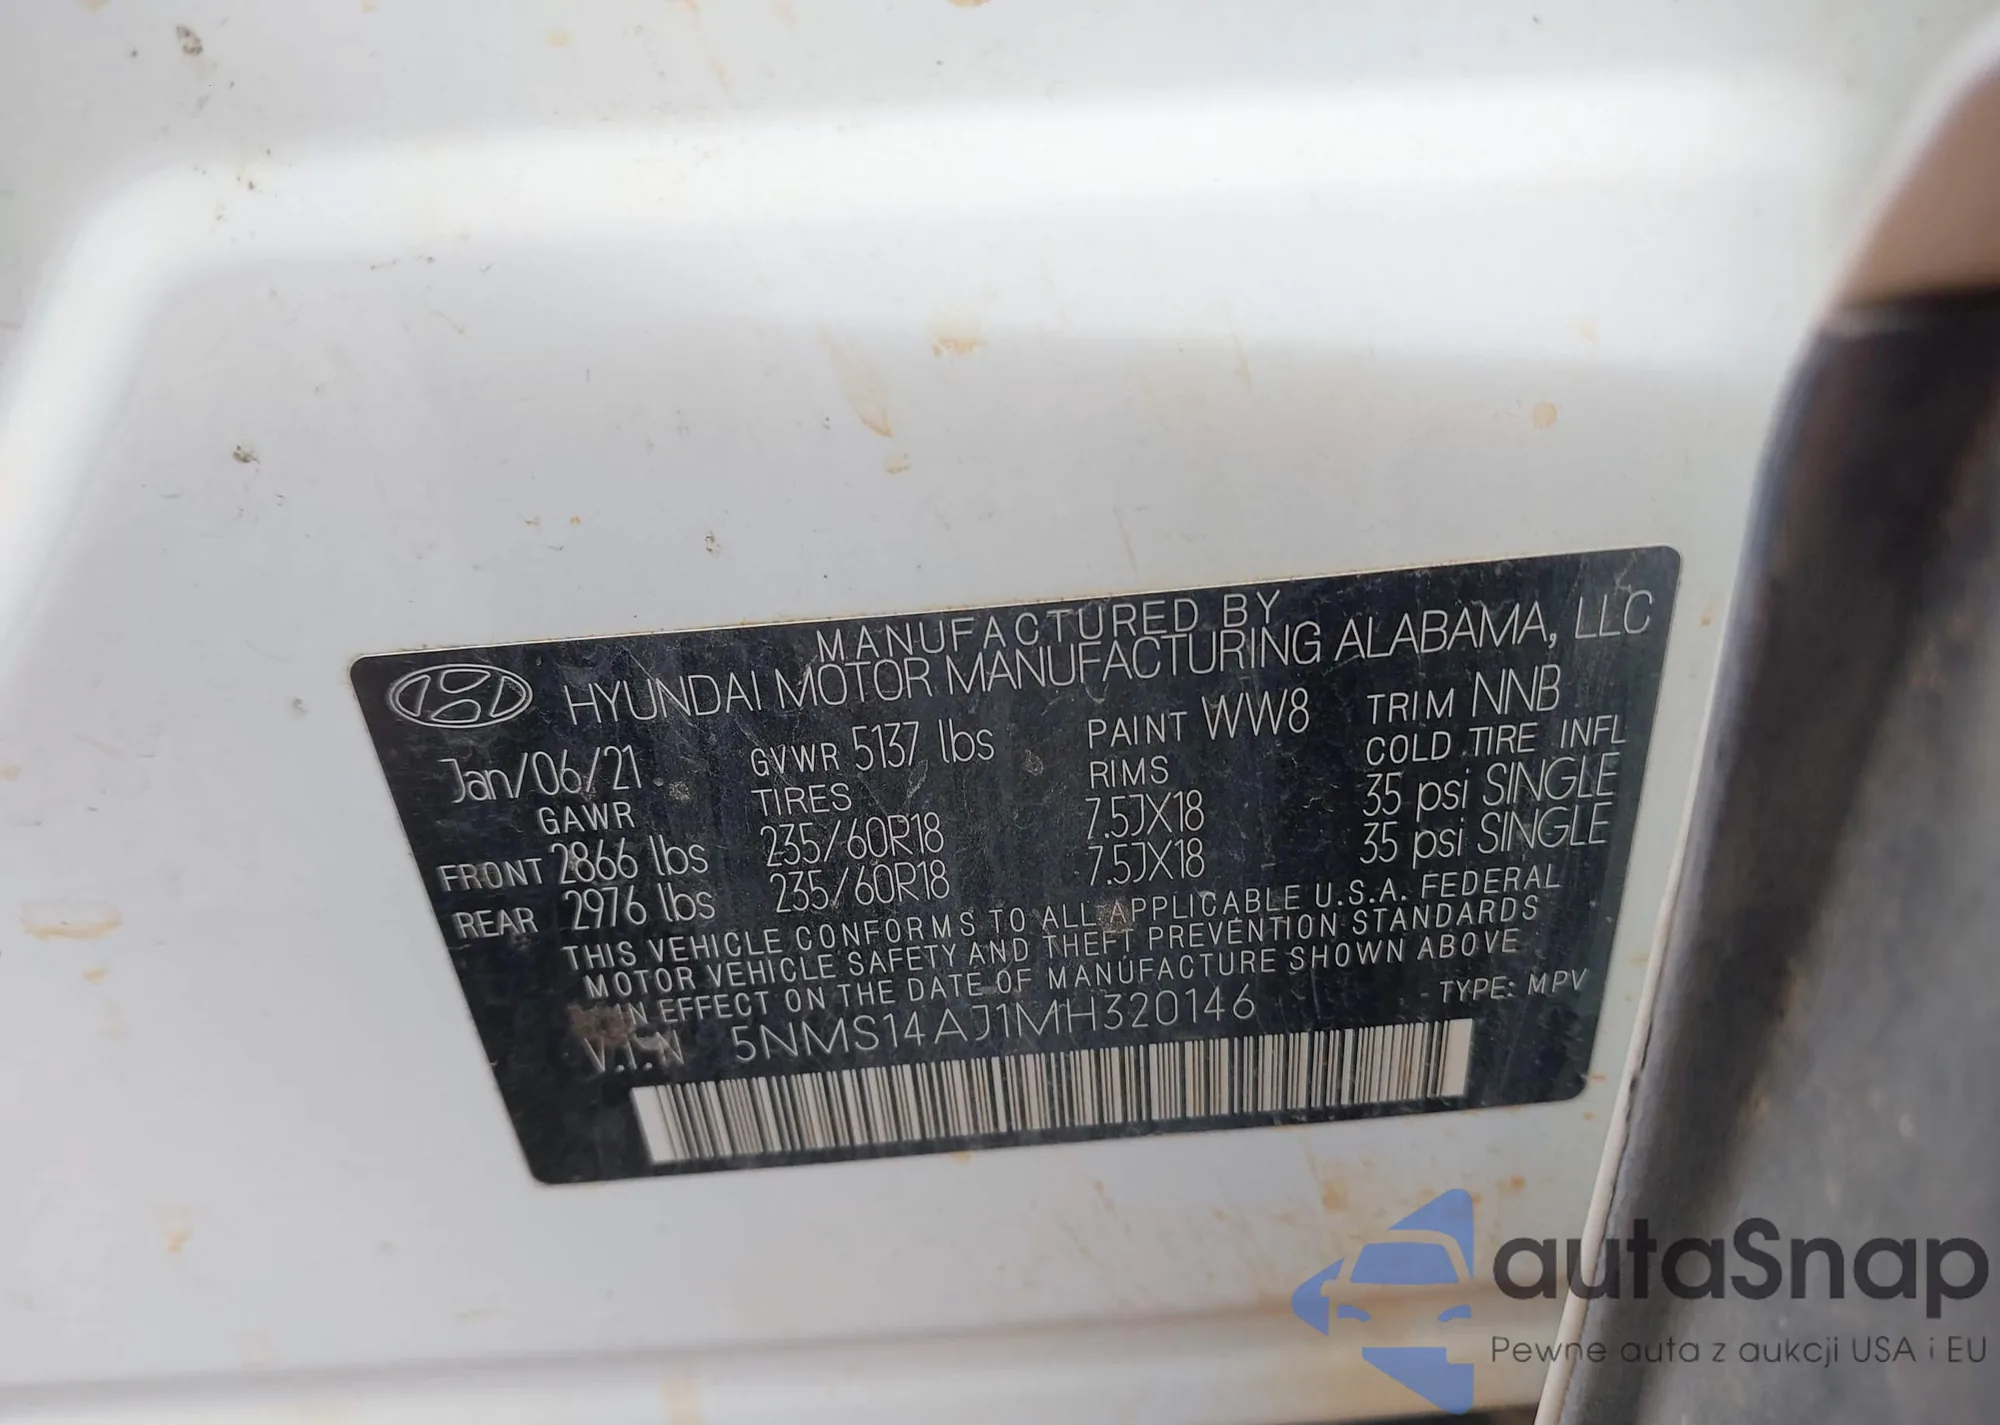 MANUFACTURED BY
HYUNDAI MOTOR MANUFACTURING ALABAMA, LLC
Jan/06/21 GVWR 5137 lbs PAINT WW8 TRIM NNB
GAWR TIRES RIMS COLD TIRE INFL
FRONT 2866 lbs 235/60R18 7.5JX18 35 psi SINGLE
REAR 2976 lbs 235/60R18 7.5JX18 35 psi SINGLE
THIS VEHICLE CONFORMS TO ALL APPLICABLE U.S.A. FEDERAL
MOTOR VEHICLE SAFETY AND THEFT PREVENTION STANDARDS
IN EFFECT ON THE DATE OF MANUFACTURE SHOWN ABOVE
V.I.N 5NMS14AJ1MH320146 TYPE: MPV
autaSnap
Pewne auta z aukcji USA i EU